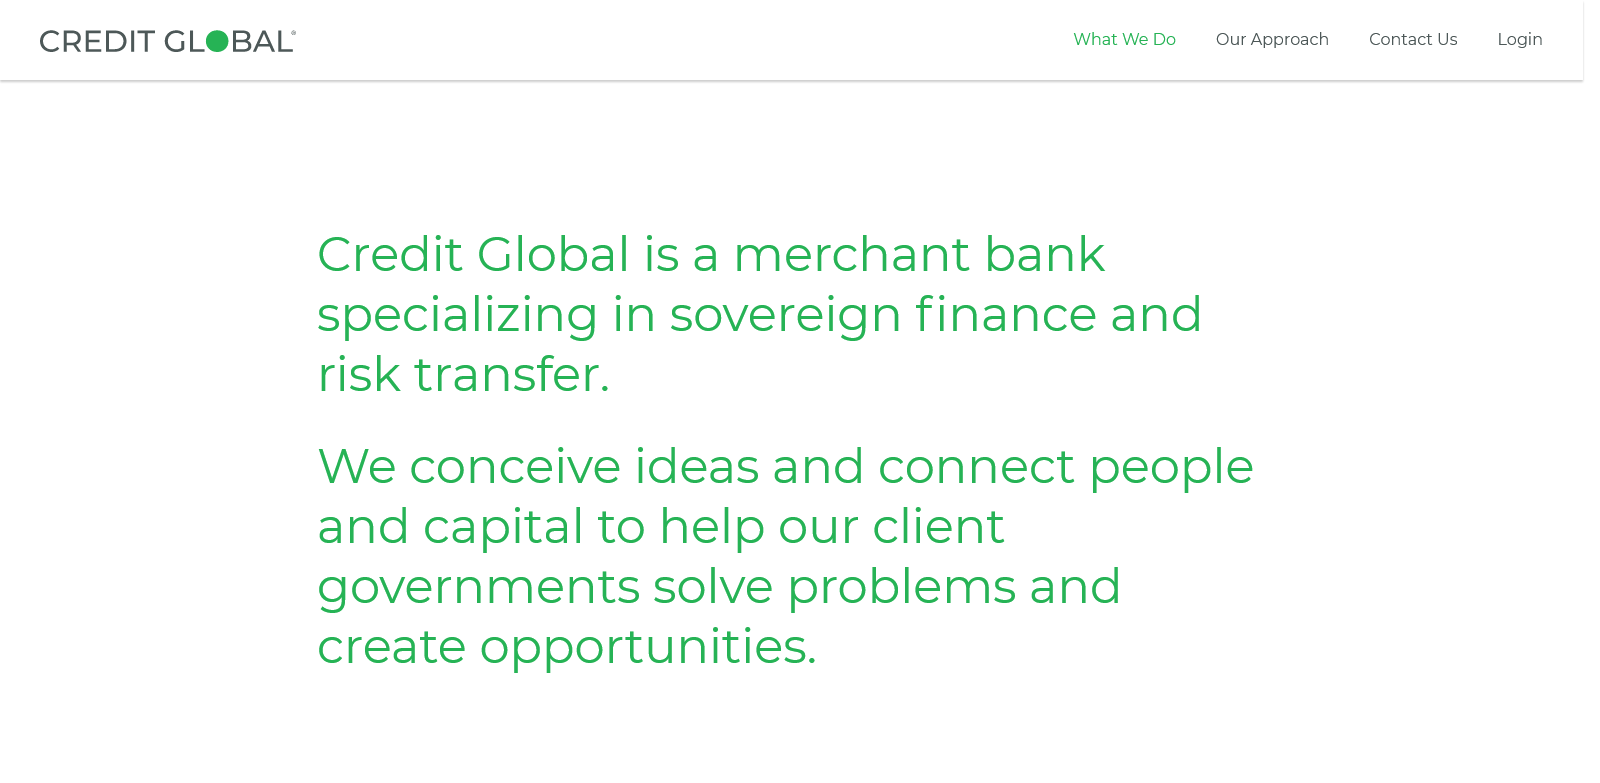 CREDIT GLOBAL®
What We Do
Our Approach
Contact Us
Login
Credit Global is a merchant bank
specializing in sovereign finance and
risk transfer.
We conceive ideas and connect people
and capital to help our client
governments solve problems and
create opportunities.